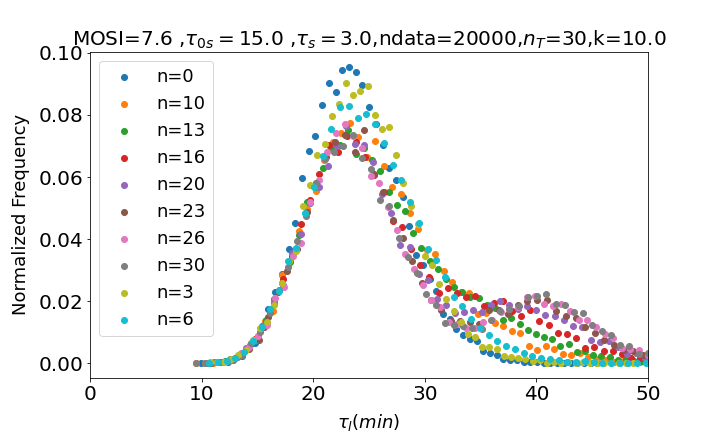 MOSI=7.6 ,τ0s = 15.0 ,τs = 3.0,ndata=20000,nT=30,k=10.0
Normalized Frequency
0.10
0.08
0.06
0.04
0.02
0.00
n=0
n=10
n=13
n=16
n=20
n=23
n=26
n=30
n=3
n=6
0 10 20 30 40 50
τl(min)